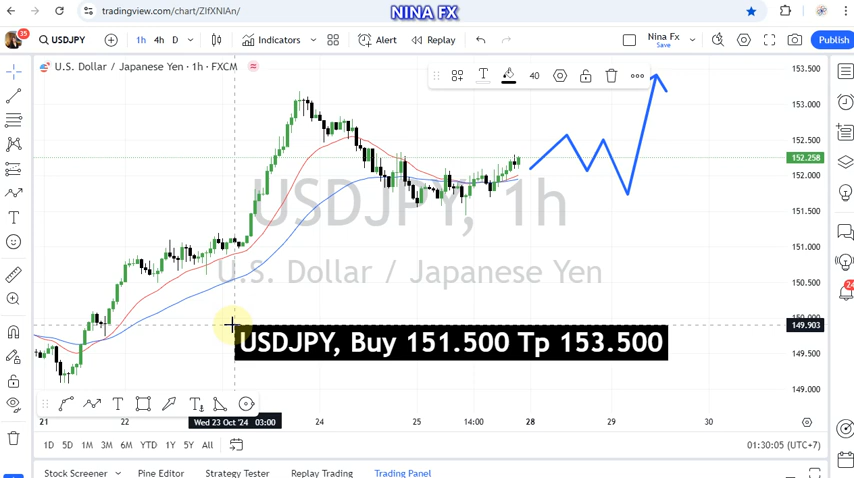 NINA FX
tradingview.com/chart/ZIfXNIAn/
35
USDJPY
1h 4h D
Indicators
Alert
Replay
Nina Fx
Save
Publish
U.S. Dollar / Japanese Yen · 1h · FXCM
40
153.500
153.000
152.500
152.258
152.000
151.500
151.000
150.500
150.000
149.903
149.500
149.000
USDJPY, 1h
U.S. Dollar / Japanese Yen
USDJPY, Buy 151.500 Tp 153.500
21 22 Wed 23 Oct '24 03:00 24 25 14:00 28 29 30
1D 5D 1M 3M 6M YTD 1Y 5Y All
01:30:05 (UTC+7)
Stock Screener Pine Editor Strategy Tester Replay Trading Trading Panel